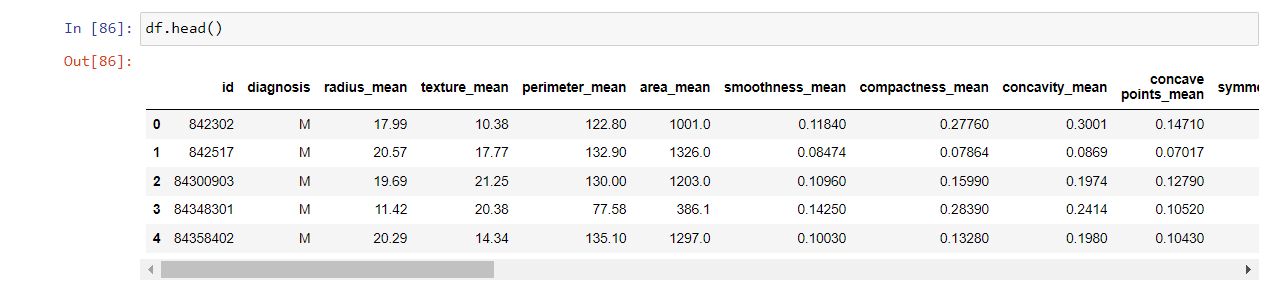 In [86]: df.head()
Out[86]:
id diagnosis radius_mean texture_mean perimeter_mean area_mean smoothness_mean compactness_mean concavity_mean concave points_mean symme
0 842302 M 17.99 10.38 122.80 1001.0 0.11840 0.27760 0.3001 0.14710
1 842517 M 20.57 17.77 132.90 1326.0 0.08474 0.07864 0.0869 0.07017
2 84300903 M 19.69 21.25 130.00 1203.0 0.10960 0.15990 0.1974 0.12790
3 84348301 M 11.42 20.38 77.58 386.1 0.14250 0.28390 0.2414 0.10520
4 84358402 M 20.29 14.34 135.10 1297.0 0.10030 0.13280 0.1980 0.10430